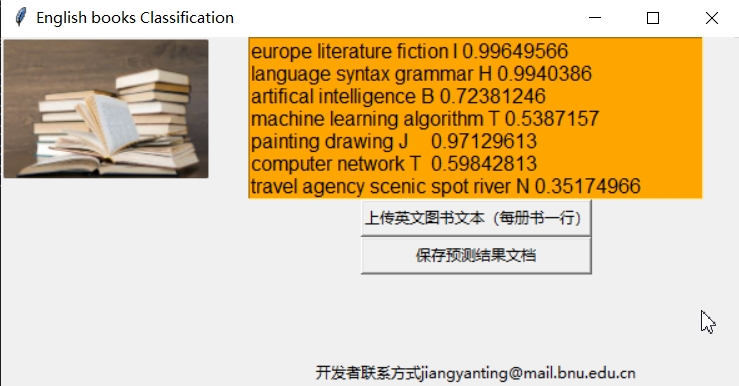 English books Classification
europe literature fiction I 0.99649566
language syntax grammar H 0.9940386
artifical intelligence B 0.72381246
machine learning algorithm T 0.5387157
painting drawing J 0.97129613
computer network T 0.59842813
travel agency scenic spot river N 0.35174966
上传英文图书文本（每册书一行）
保存预测结果文档
开发者联系方式jiangyanting@mail.bnu.edu.cn